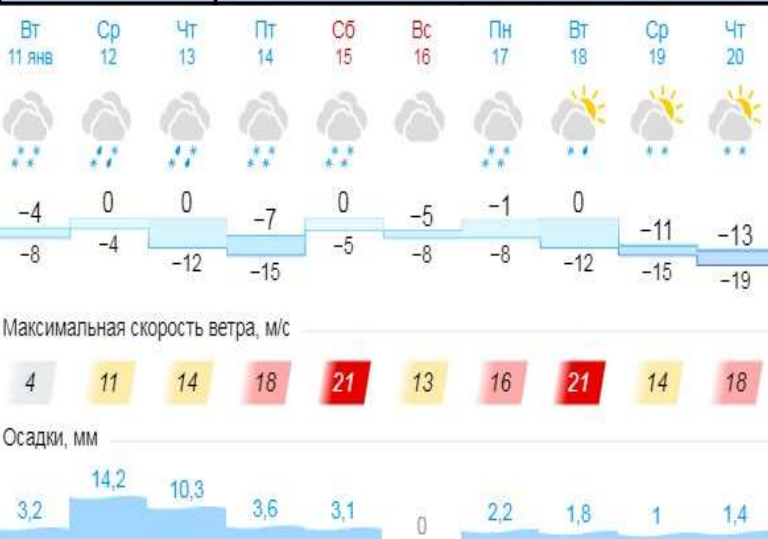 Вт Ср Чт Пт Сб Вс Пн Вт Ср Чт
11 янв 12 13 14 15 16 17 18 19 20
−4 0 0 −7 0 −5 −1 0 −11 −13
−8 −4 −12 −15 −5 −8 −8 −12 −15 −19
Максимальная скорость ветра, м/с
4 11 14 18 21 13 16 21 14 18
Осадки, мм
3,2 14,2 10,3 3,6 3,1 0 2,2 1,8 1 1,4